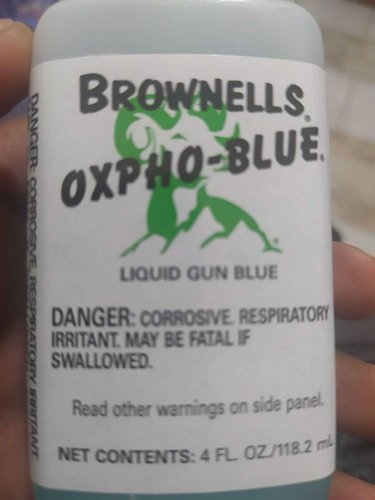 BROWNELLS®
OXPHO-BLUE®
LIQUID GUN BLUE
DANGER: CORROSIVE. RESPIRATORY
IRRITANT. MAY BE FATAL IF
SWALLOWED.
Read other warnings on side panel.
NET CONTENTS: 4 FL. OZ./118.2 mL
DANGER: CORROSIVE. RESPIRATORY IRRITANT